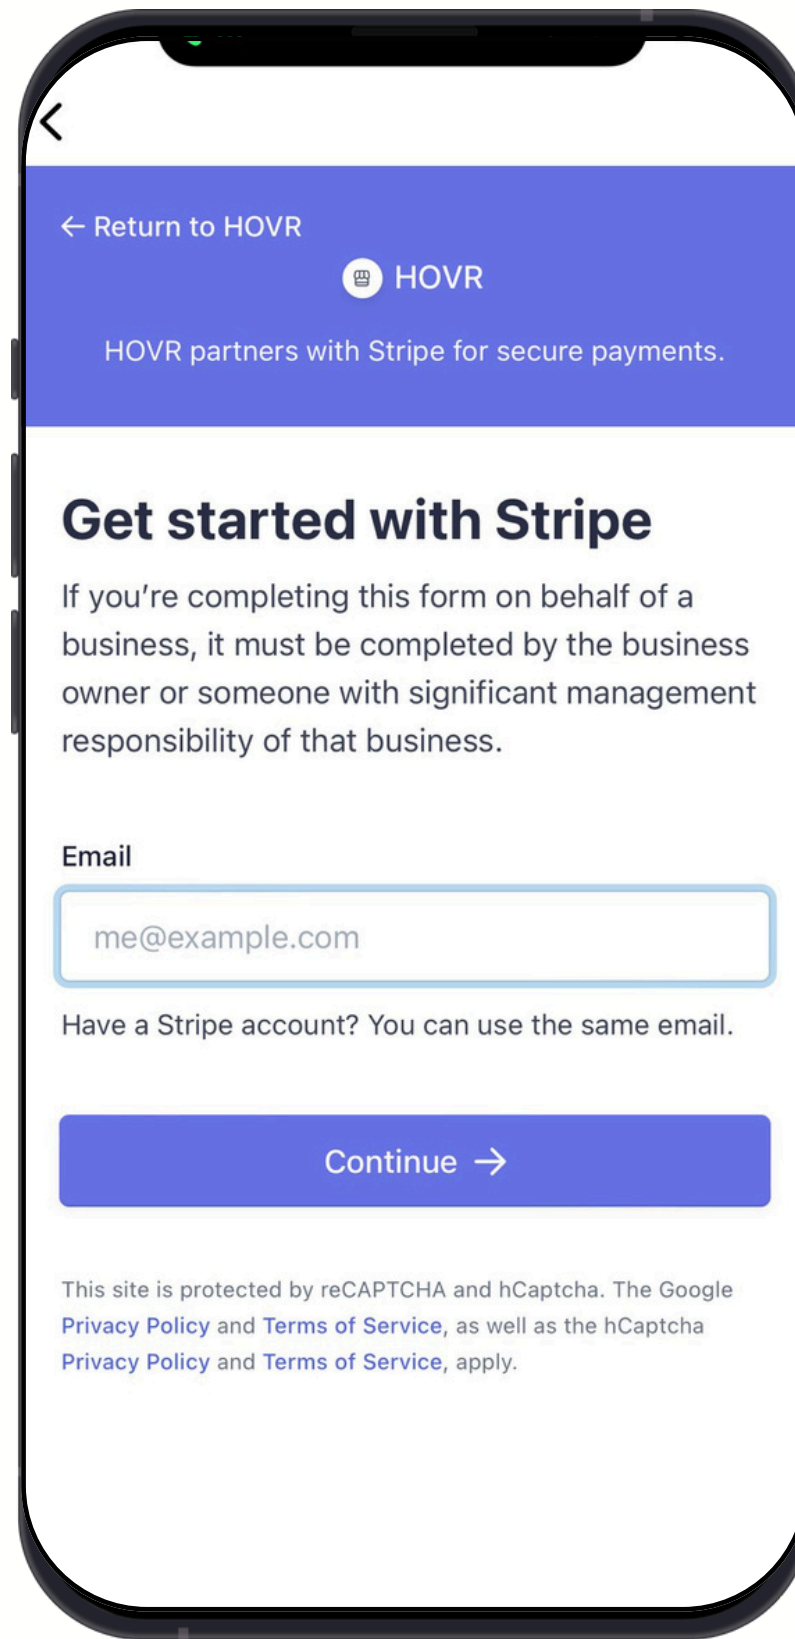 ← Return to HOVR
HOVR
HOVR partners with Stripe for secure payments.
Get started with Stripe
If you’re completing this form on behalf of a
business, it must be completed by the business
owner or someone with significant management
responsibility of that business.
Email
me@example.com
Have a Stripe account? You can use the same email.
Continue →
This site is protected by reCAPTCHA and hCaptcha. The Google
Privacy Policy and Terms of Service, as well as the hCaptcha
Privacy Policy and Terms of Service, apply.